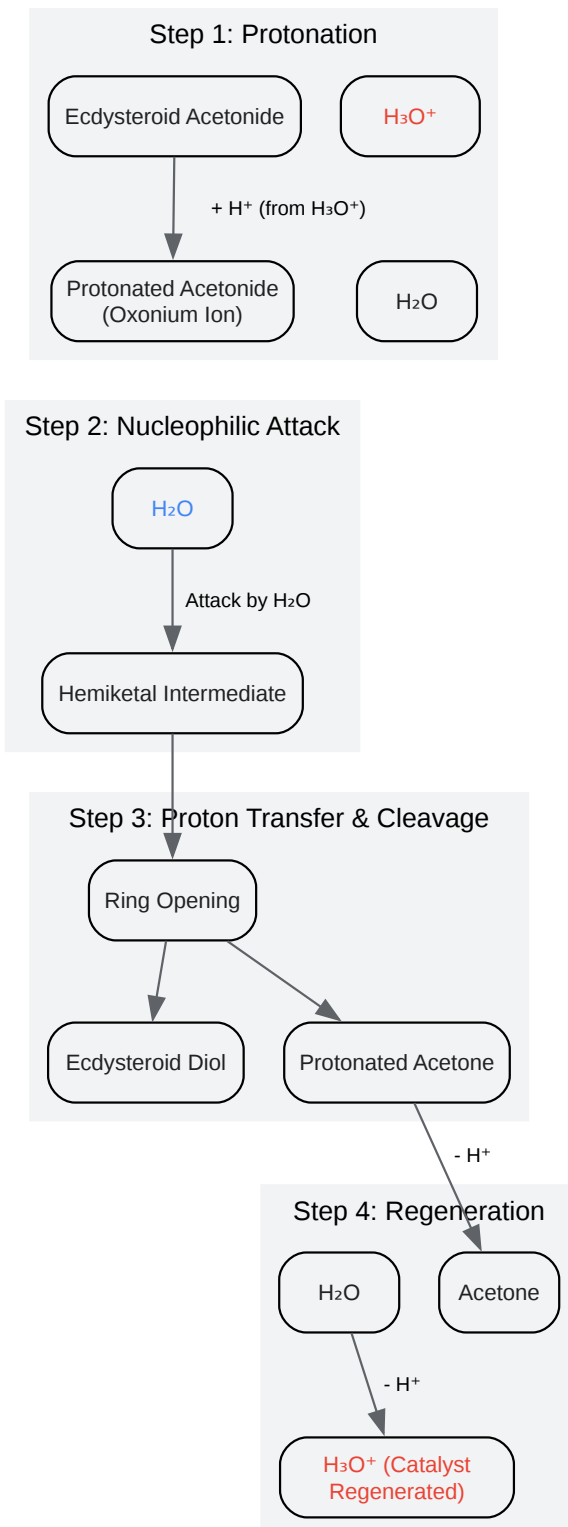 Step 1: Protonation
Ecdysteroid Acetonide
H₃O⁺
+ H⁺ (from H₃O⁺)
Protonated Acetonide
(Oxonium Ion)
H₂O
Step 2: Nucleophilic Attack
H₂O
Attack by H₂O
Hemiketal Intermediate
Step 3: Proton Transfer & Cleavage
Ring Opening
Ecdysteroid Diol
Protonated Acetone
- H⁺
Step 4: Regeneration
H₂O
Acetone
- H⁺
H₃O⁺ (Catalyst
Regenerated)